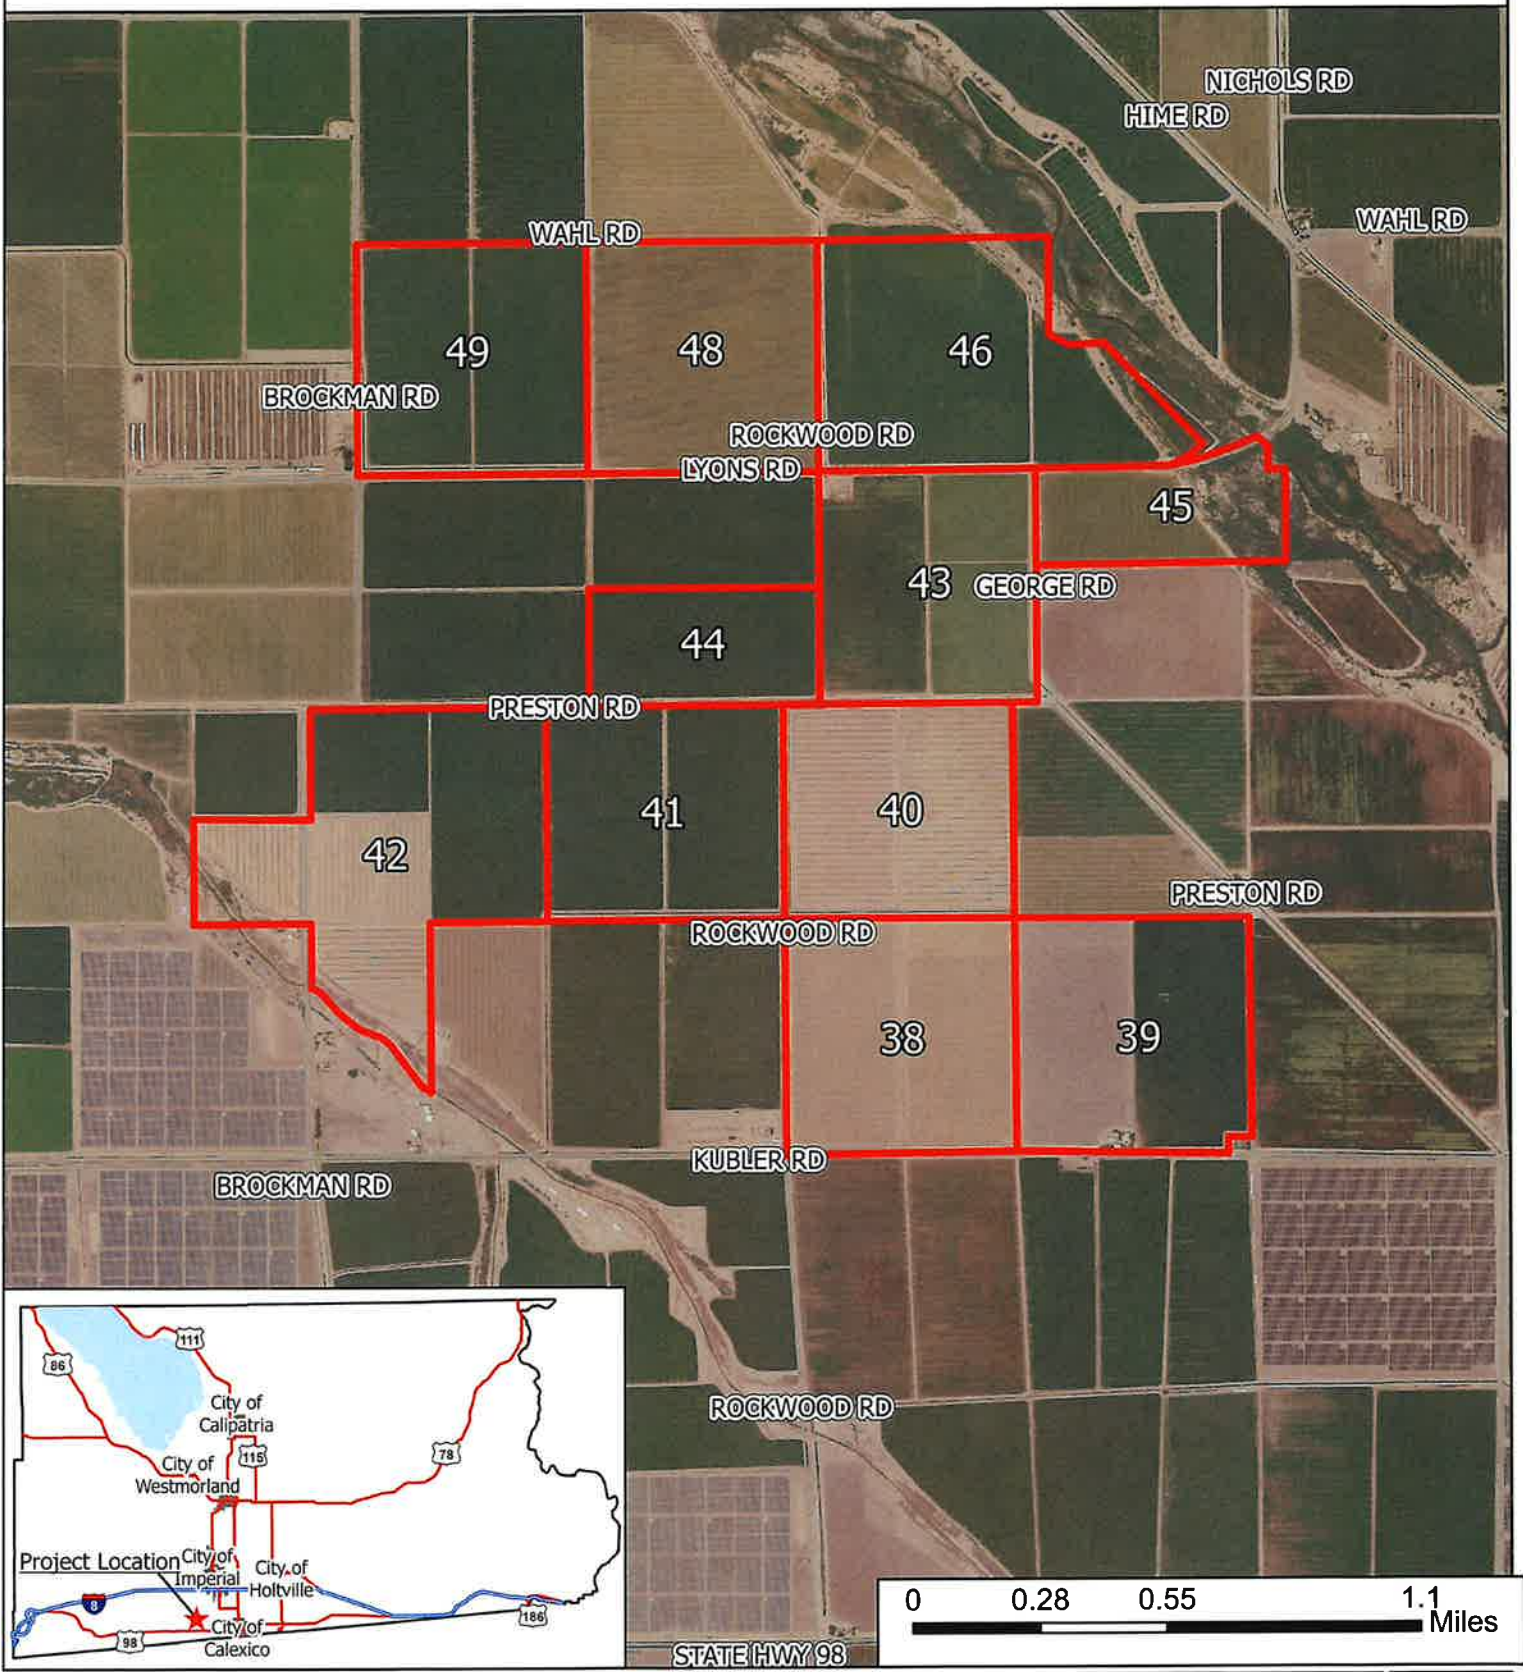 NICHOLS RD
HIME RD
WAHL RD
WAHL RD
49
48
46
BROCKMAN RD
ROCKWOOD RD
LYONS RD
45
43
GEORGE RD
44
PRESTON RD
41
40
42
PRESTON RD
ROCKWOOD RD
38
39
KUBLER RD
BROCKMAN RD
ROCKWOOD RD
STATE HWY 98
111
86
City of
Calipatria
115
78
City of
Westmorland
Project Location
City of
Imperial
City of
Holtville
8
98
City of
Calexico
186
0
0.28
0.55
1.1
Miles